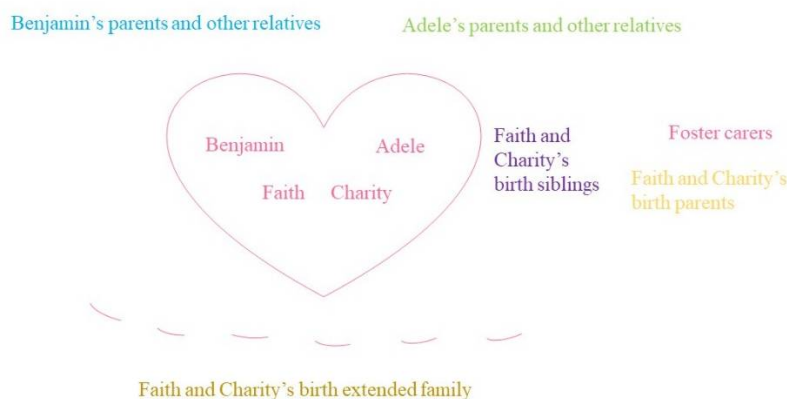 Benjamin’s parents and other relatives
Adele’s parents and other relatives
Benjamin
Adele
Faith
Charity
Faith and
Charity’s
birth siblings
Foster carers
Faith and Charity’s
birth parents
Faith and Charity’s birth extended family